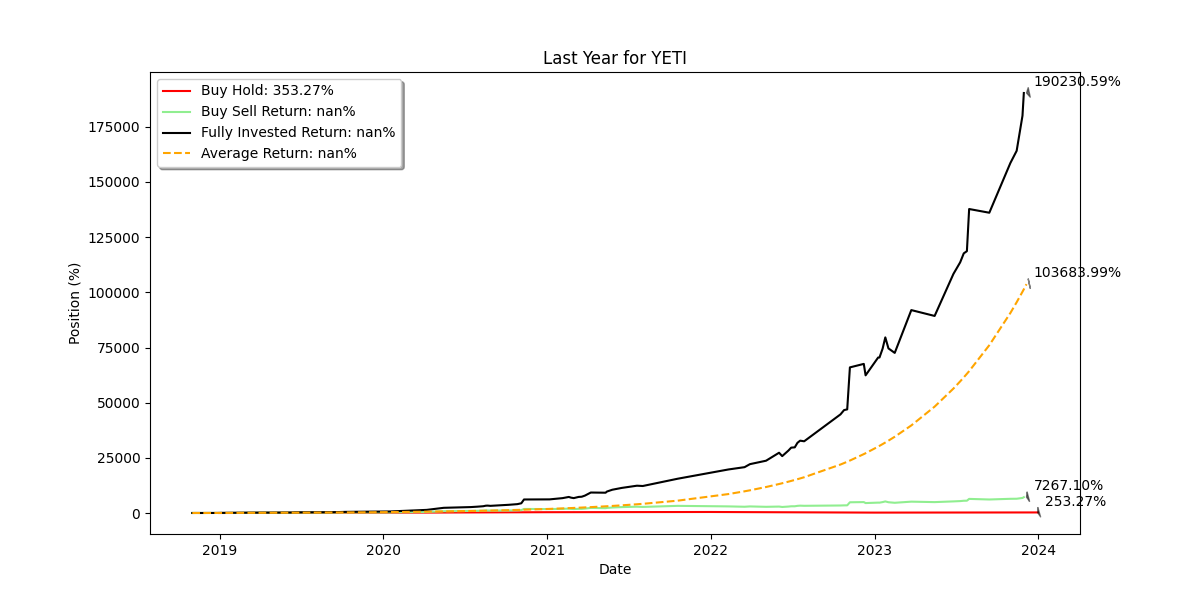 Last Year for YETI
Buy Hold: 353.27%
Buy Sell Return: nan%
Fully Invested Return: nan%
Average Return: nan%
190230.59%
103683.99%
7267.10%
253.27%
Position (%)
175000
150000
125000
100000
75000
50000
25000
0
2019 2020 2021 2022 2023 2024
Date